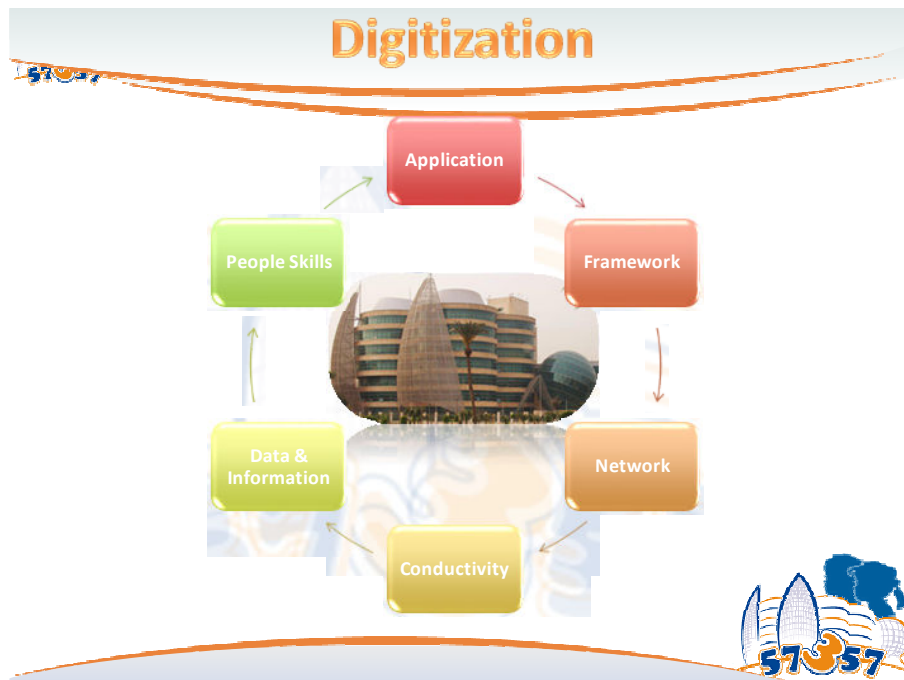 Digitization
57357
Application
People Skills
Framework
Data &
Information
Network
Conductivity
57357